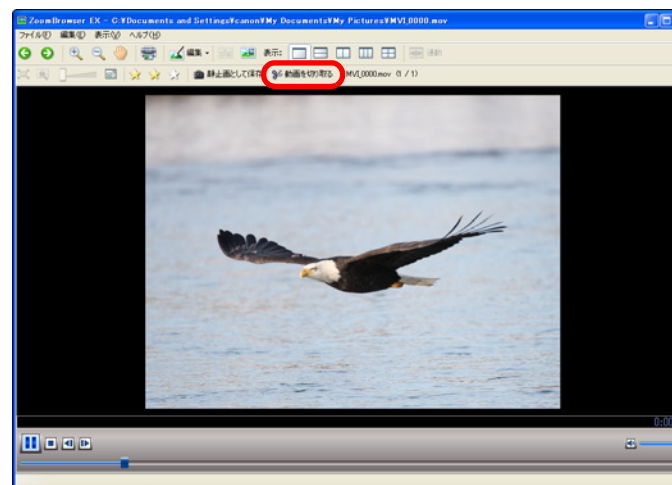 ZoomBrowser EX - C:¥Documents and Settings¥canon¥My Documents¥My Pictures¥MVI_0000.mov
ファイル(F) 編集(E) 表示(V) ヘルプ(H)
編集 表示:
静止画として保存 動画を切り取る MVI_0000.mov (1 / 1)
0:00